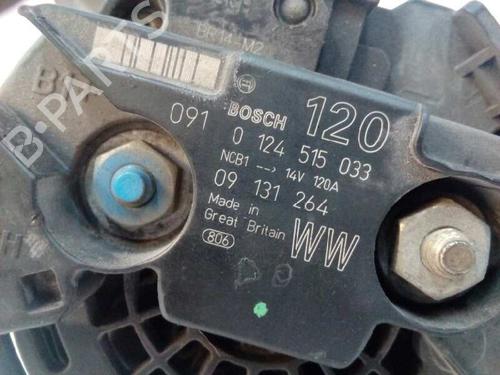 BR14-M2
B-PARTS
BOSCH
120
091
0 124 515 033
NCB1 --> 14V 120A
09 131 264
Made in
Great Britain
WW
806